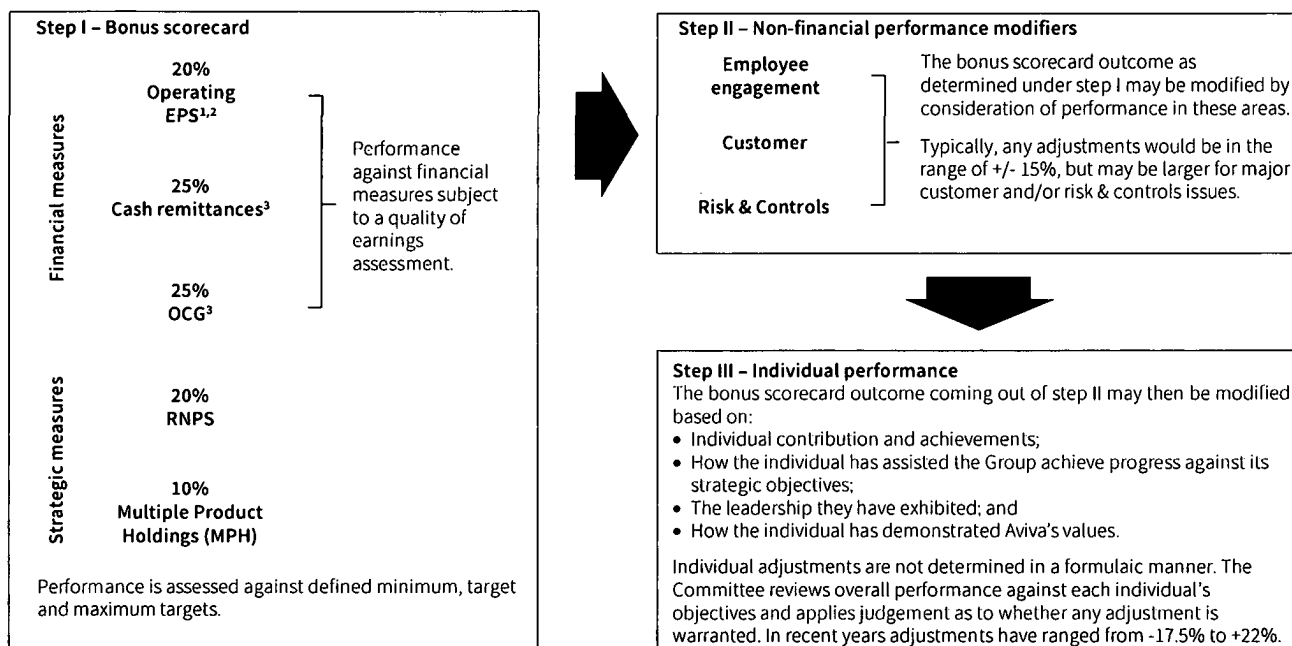 Step I – Bonus scorecard
Financial measures
20%
Operating
EPS1,2
25%
Cash remittances3
25%
OCG3
Performance
against financial
measures subject
to a quality of
earnings
assessment.
Strategic measures
20%
RNPS
10%
Multiple Product
Holdings (MPH)
Performance is assessed against defined minimum, target
and maximum targets.
Step II – Non-financial performance modifiers
Employee
engagement
Customer
Risk & Controls
The bonus scorecard outcome as
determined under step I may be modified by
consideration of performance in these areas.
Typically, any adjustments would be in the
range of +/- 15%, but may be larger for major
customer and/or risk & controls issues.
Step III – Individual performance
The bonus scorecard outcome coming out of step II may then be modified
based on:
• Individual contribution and achievements;
• How the individual has assisted the Group achieve progress against its
strategic objectives;
• The leadership they have exhibited; and
• How the individual has demonstrated Aviva's values.
Individual adjustments are not determined in a formulaic manner. The
Committee reviews overall performance against each individual's
objectives and applies judgement as to whether any adjustment is
warranted. In recent years adjustments have ranged from -17.5% to +22%.